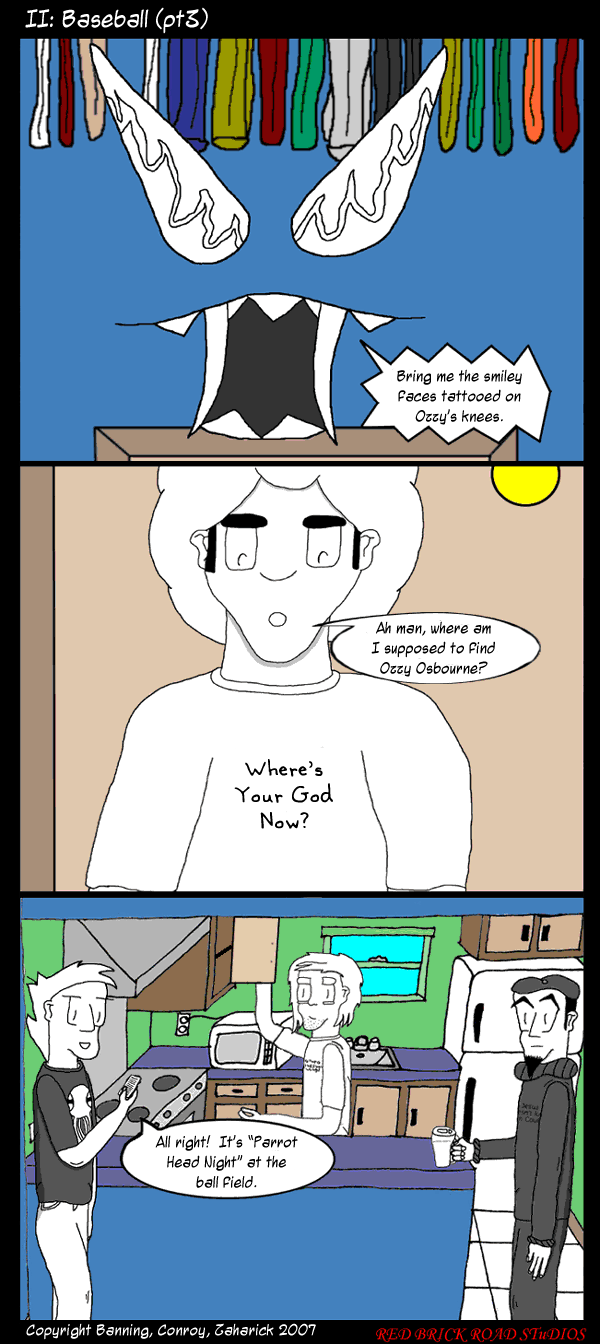 II: Baseball (pt3)
Bring me the smiley
faces tattooed on
Ozzy's knees.
Ah man, where am
I supposed to find
Ozzy Osbourne?
Where's
Your God
Now?
All right! It's "Parrot
Head Night" at the
ball field.
Copyright Banning, Conroy, Zaharick 2007
RED BRICK ROAD STuDIOS